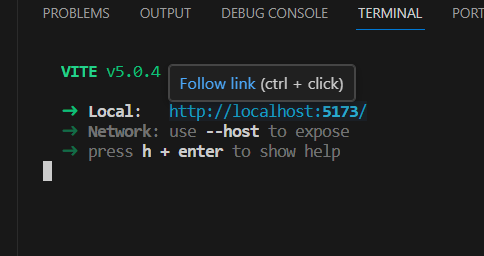 PROBLEMS OUTPUT DEBUG CONSOLE TERMINAL PORT
VITE v5.0.4
Follow link (ctrl + click)
➜ Local: http://localhost:5173/
➜ Network: use --host to expose
➜ press h + enter to show help